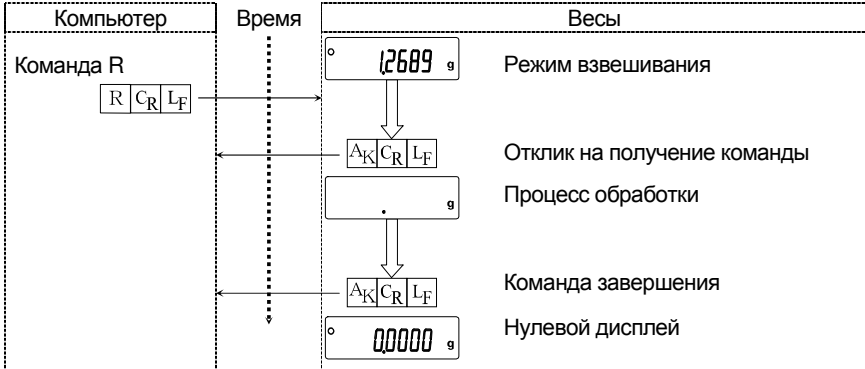 Компьютер Время Весы
1.2689 g
Команда R Режим взвешивания
R CR LF
AK CR LF Отклик на получение команды
. g Процесс обработки
AK CR LF Команда завершения
0.0000 g Нулевой дисплей